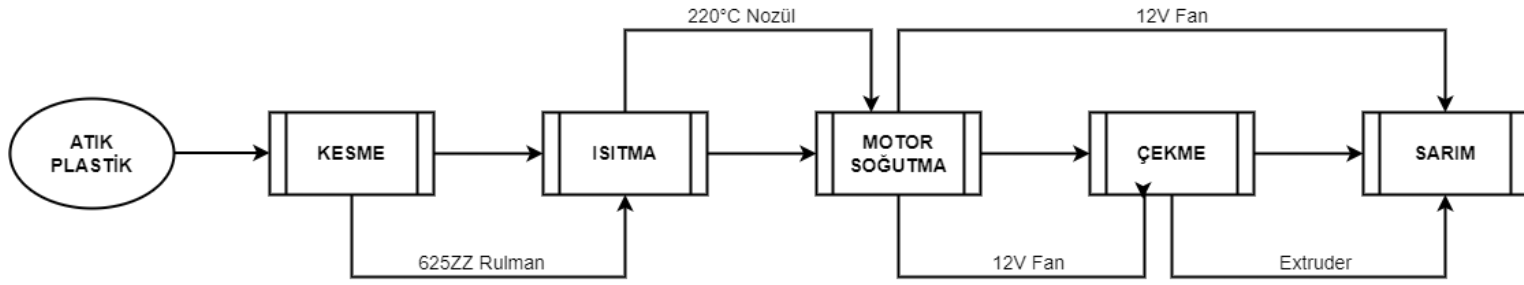 220°C Nozül
12V Fan
ATIK
PLASTİK
KESME
ISITMA
MOTOR
SOĞUTMA
ÇEKME
SARIM
625ZZ Rulman
12V Fan
Extruder